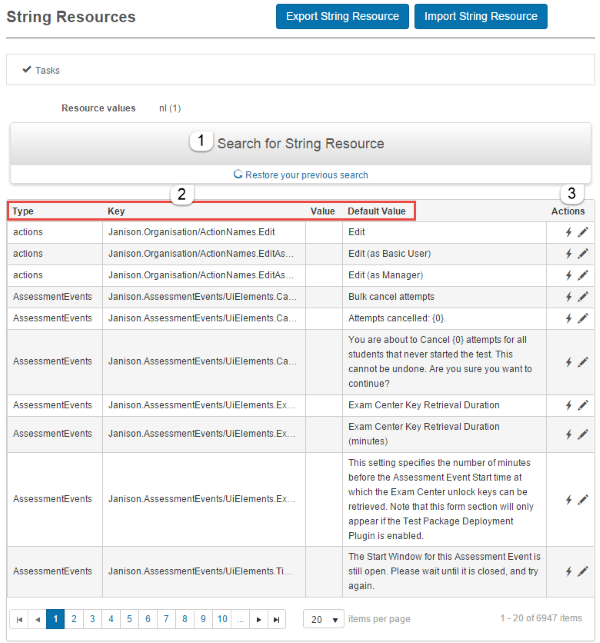 String Resources
Export String Resource
Import String Resource
Tasks
Resource values nl (1)
1 Search for String Resource
Restore your previous search
2
3
Type Key Value Default Value Actions
actions Janison.Organisation/ActionNames.Edit Edit
actions Janison.Organisation/ActionNames.EditAs... Edit (as Basic User)
actions Janison.Organisation/ActionNames.EditAs... Edit (as Manager)
AssessmentEvents Janison.AssessmentEvents/UiElements.Ca... Bulk cancel attempts
AssessmentEvents Janison.AssessmentEvents/UiElements.Ca... Attempts cancelled: {0}.
You are about to Cancel {0} attempts for all
students that never started the test. This
AssessmentEvents Janison.AssessmentEvents/UiElements.Ca... cannot be undone. Are you sure you want to
continue?
AssessmentEvents Janison.AssessmentEvents/UiElements.Ex... Exam Center Key Retrieval Duration
AssessmentEvents Janison.AssessmentEvents/UiElements.Ex... Exam Center Key Retrieval Duration
(minutes)
This setting specifies the number of minutes
before the Assessment Event Start time at
AssessmentEvents Janison.AssessmentEvents/UiElements.Ex... which the Exam Center unlock keys can be
retrieved. Note that this form section will only
appear if the Test Package Deployment
Plugin is enabled.
The Start Window for this Assessment Event is
AssessmentEvents Janison.AssessmentEvents/UiElements.Ti... still open. Please wait until it is closed, and try
again.
1 2 3 4 5 6 7 8 9 10 ... 20 items per page 1 - 20 of 6947 items